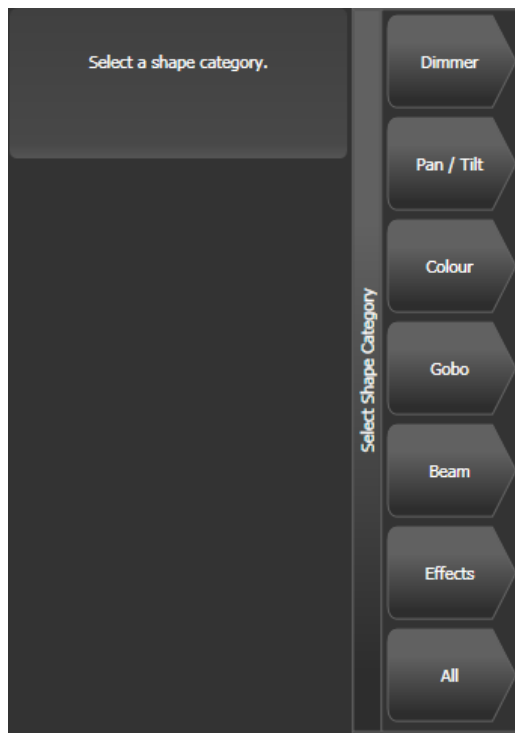 Select a shape category.
Select Shape Category
Dimmer
Pan / Tilt
Colour
Gobo
Beam
Effects
All